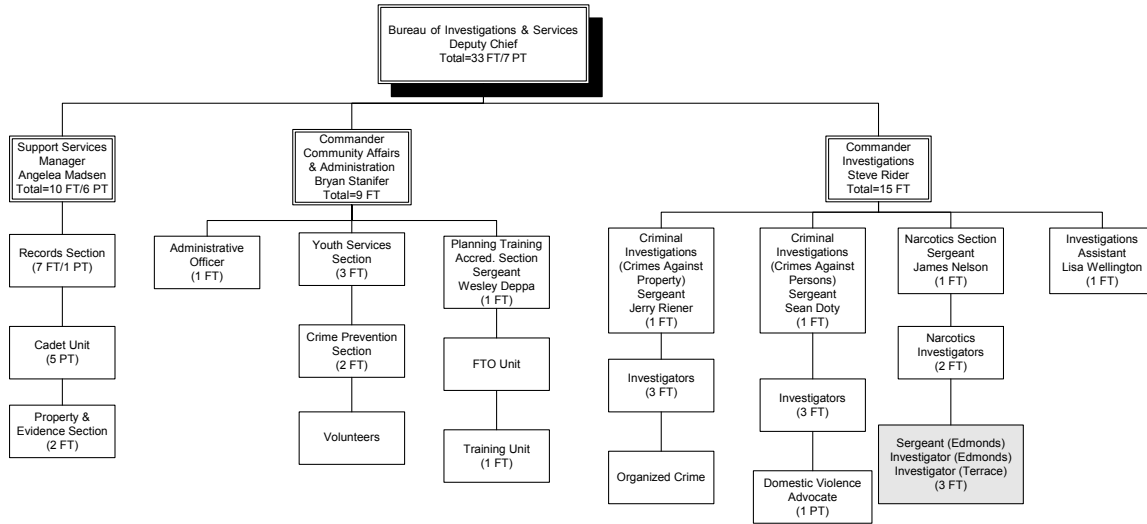 Bureau of Investigations & Services
Deputy Chief
Total=33 FT/7 PT
Support Services
Manager
Angelea Madsen
Total=10 FT/6 PT
Commander
Community Affairs
& Administration
Bryan Stanifer
Total=9 FT
Commander
Investigations
Steve Rider
Total=15 FT
Records Section
(7 FT/1 PT)
Cadet Unit
(5 PT)
Property &
Evidence Section
(2 FT)
Administrative
Officer
(1 FT)
Youth Services
Section
(3 FT)
Crime Prevention
Section
(2 FT)
Volunteers
Planning Training
Accred. Section
Sergeant
Wesley Deppa
(1 FT)
FTO Unit
Training Unit
(1 FT)
Criminal
Investigations
(Crimes Against
Property)
Sergeant
Jerry Riener
(1 FT)
Investigators
(3 FT)
Organized Crime
Criminal
Investigations
(Crimes Against
Persons)
Sergeant
Sean Doty
(1 FT)
Investigators
(3 FT)
Domestic Violence
Advocate
(1 PT)
Narcotics Section
Sergeant
James Nelson
(1 FT)
Narcotics
Investigators
(2 FT)
Sergeant (Edmonds)
Investigator (Edmonds)
Investigator (Terrace)
(3 FT)
Investigations
Assistant
Lisa Wellington
(1 FT)